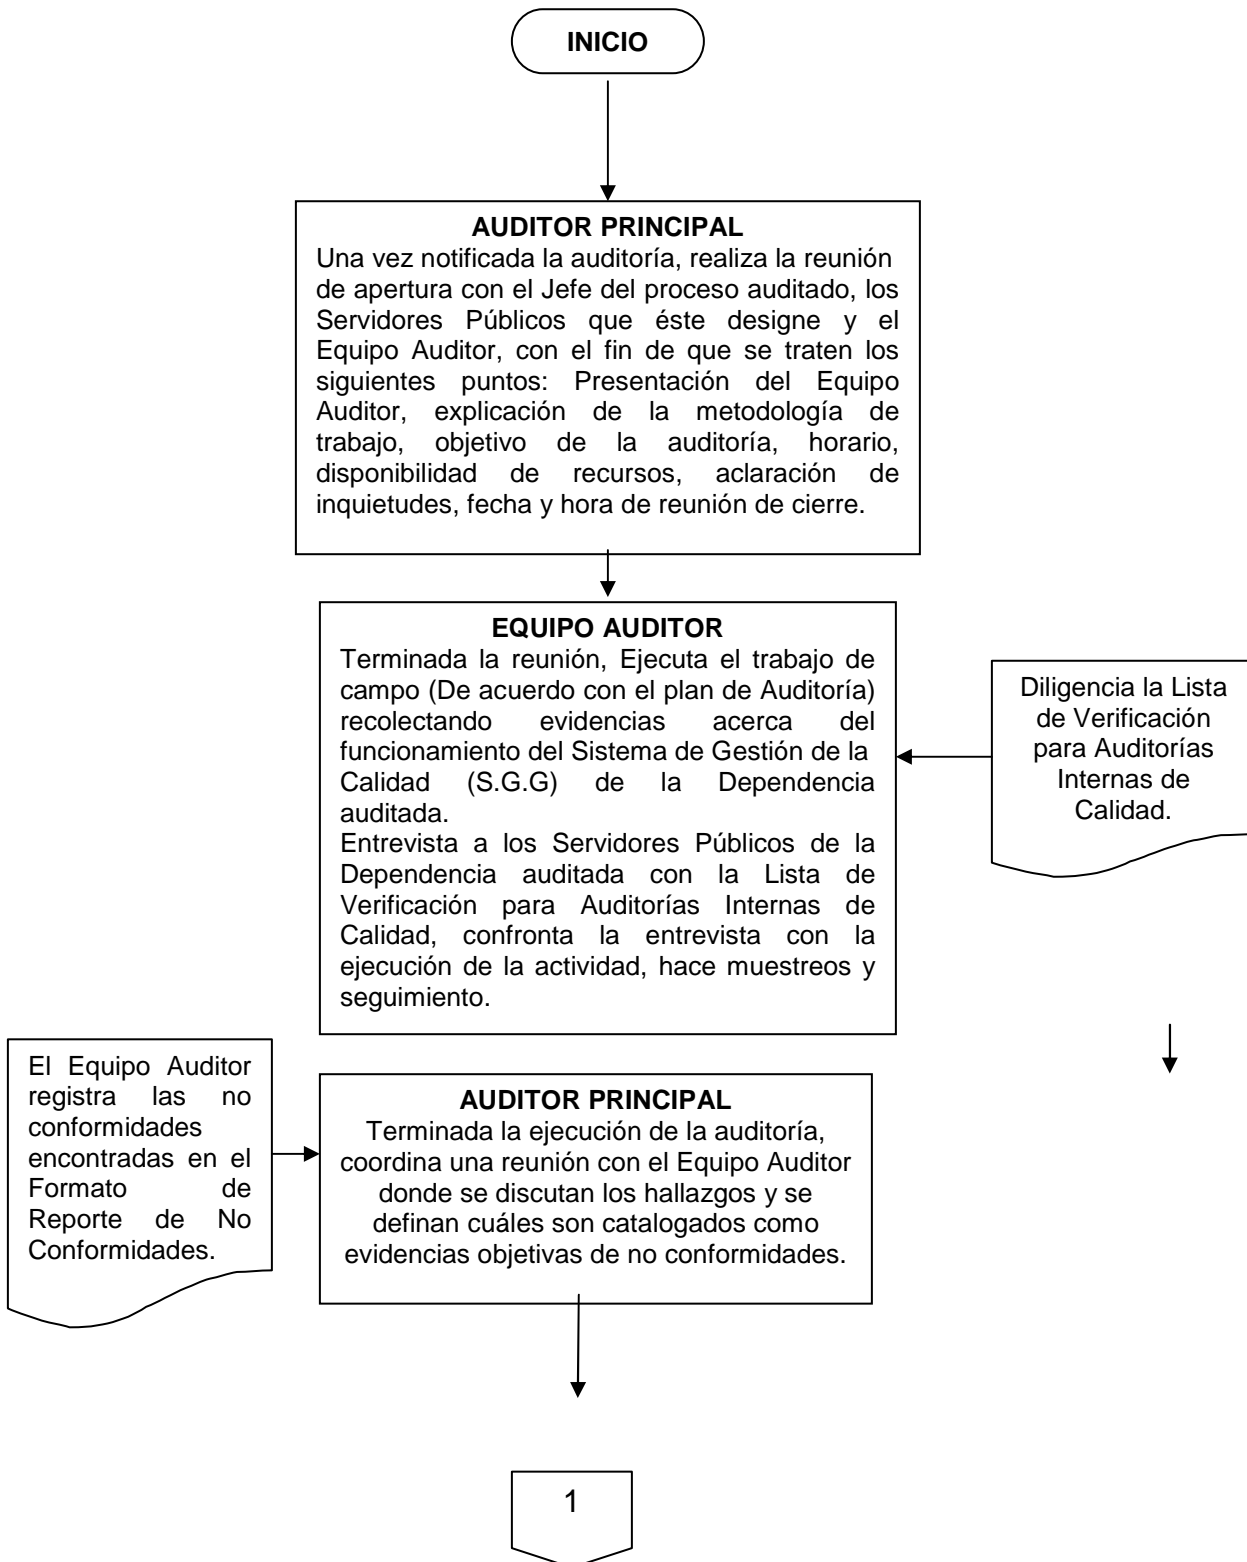 INICIO
AUDITOR PRINCIPAL
Una vez notificada la auditoría, realiza la reunión
de apertura con el Jefe del proceso auditado, los
Servidores Públicos que éste designe y el
Equipo Auditor, con el fin de que se traten los
siguientes puntos: Presentación del Equipo
Auditor, explicación de la metodología de
trabajo, objetivo de la auditoría, horario,
disponibilidad de recursos, aclaración de
inquietudes, fecha y hora de reunión de cierre.
EQUIPO AUDITOR
Terminada la reunión, Ejecuta el trabajo de
campo (De acuerdo con el plan de Auditoría)
recolectando evidencias acerca del
funcionamiento del Sistema de Gestión de la
Calidad (S.G.G) de la Dependencia
auditada.
Entrevista a los Servidores Públicos de la
Dependencia auditada con la Lista de
Verificación para Auditorías Internas de
Calidad, confronta la entrevista con la
ejecución de la actividad, hace muestreos y
seguimiento.
Diligencia la Lista
de Verificación
para Auditorías
Internas de
Calidad.
El Equipo Auditor
registra las no
conformidades
encontradas en el
Formato de
Reporte de No
Conformidades.
AUDITOR PRINCIPAL
Terminada la ejecución de la auditoría,
coordina una reunión con el Equipo Auditor
donde se discutan los hallazgos y se
definan cuáles son catalogados como
evidencias objetivas de no conformidades.
1